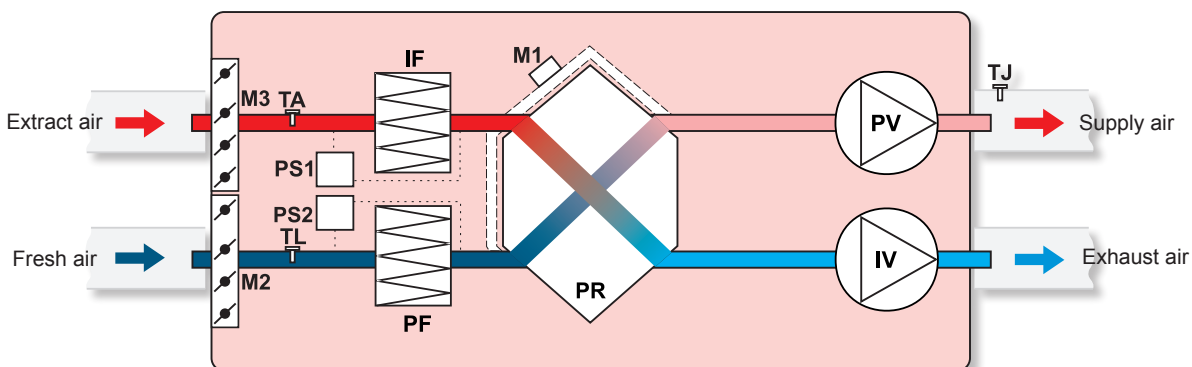 IF
M1
M3
TA
TJ
Extract air
PV
Supply air
PS1
PS2
TL
Fresh air
M2
PR
IV
Exhaust air
PF